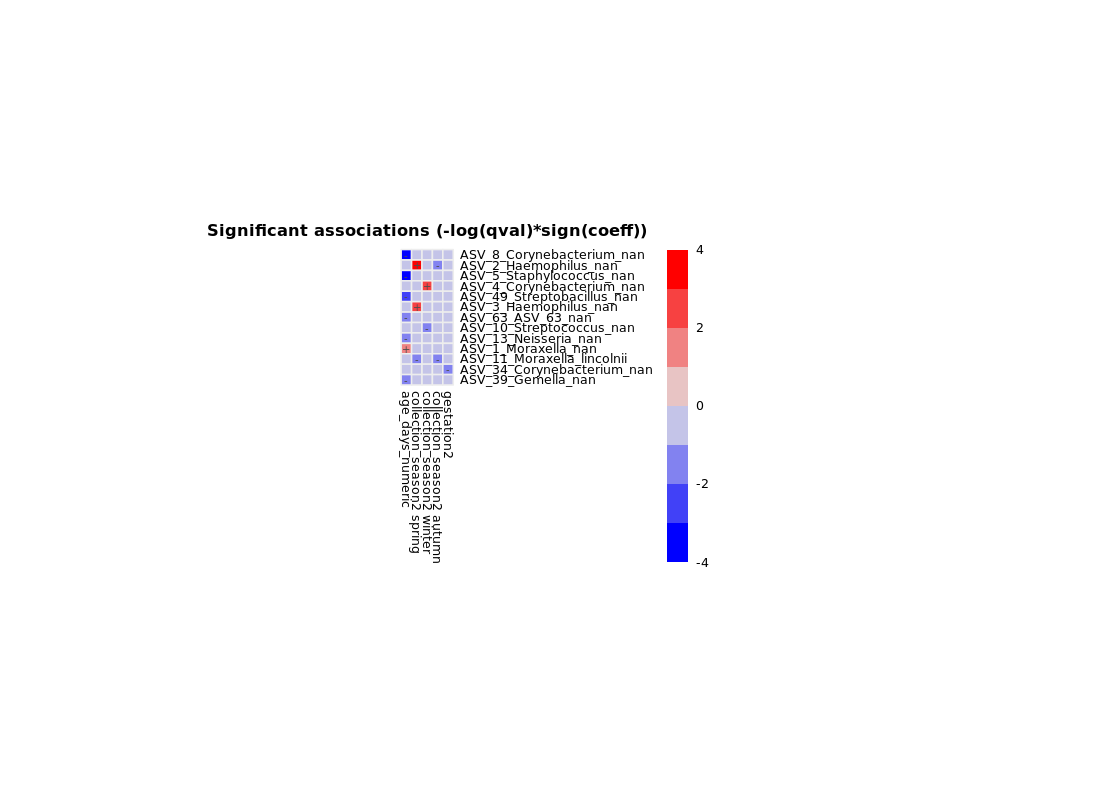 Significant associations (-log(qval)*sign(coeff))
ASV_8_Corynebacterium_nan
ASV_2_Haemophilus_nan
ASV_5_Staphylococcus_nan
ASV_4_Corynebacterium_nan
ASV_49_Streptobacillus_nan
ASV_3_Haemophilus_nan
ASV_63_ASV_63_nan
ASV_10_Streptococcus_nan
ASV_13_Neisseria_nan
ASV_1_Moraxella_nan
ASV_11_Moraxella_lincolnii
ASV_34_Corynebacterium_nan
ASV_39_Gemella_nan
age_days_numeric
collection_season2 spring
collection_season2 winter
collection_season2 autumn
gestation2
4
2
0
-2
-4